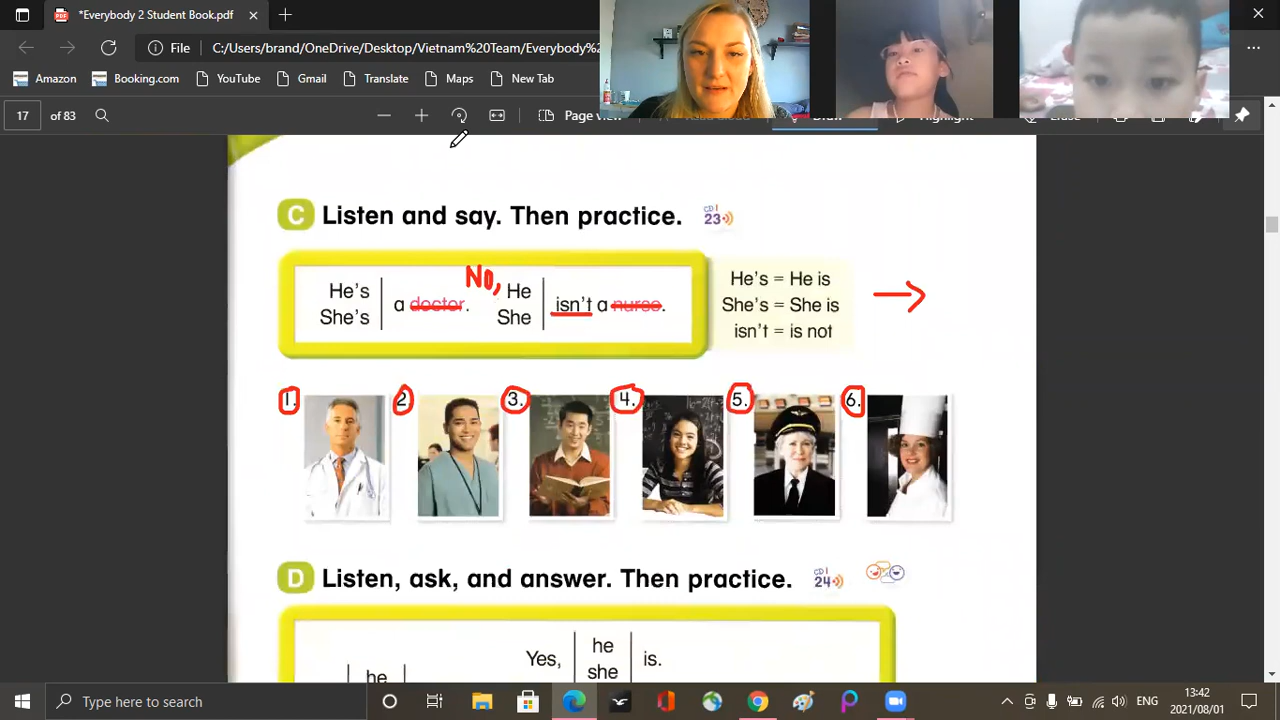 *Everybody 2 Student Book.pdf
File C:/Users/brand/OneDrive/Desktop/Vietnam%20Team/Everybody%
Amazon Booking.com YouTube Gmail Translate Maps New Tab
17 of 83 Page view
C Listen and say. Then practice. CD 1 23
He's
She's
a doctor.
No,
He
She
isn't a nurse.
He's = He is
She's = She is
isn't = is not
1. 2. 3. 4. 5. 6.
D Listen, ask, and answer. Then practice. CD 1 24
he
Yes,
he
she
is.
Type here to search
ENG
13:42
2021/08/01